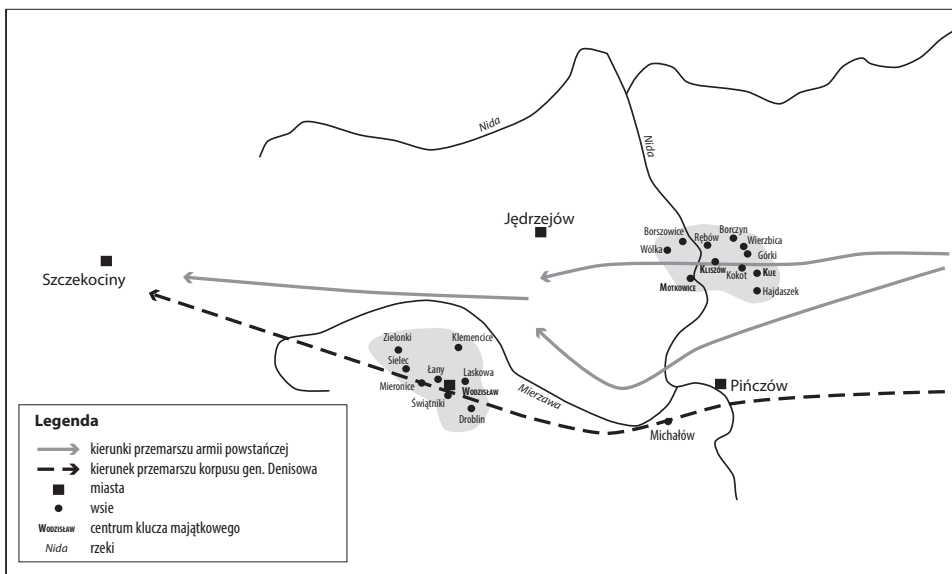 Nida
Nida
Jędrzejów
Borszowice
Borczyn
Rębów
Wierzbica
Wólka
Górki
Kliszów
Kokot
Kije
Motkowice
Hajdaszek
Szczekociny
Zielonki
Klemencice
Sielec
Łany
Laskowa
Mieronice
Wodzisław
Mierzawa
Pińczów
Świątniki
Droblin
Michałów
Legenda
kierunki przemarszu armii powstańczej
kierunek przemarszu korpusu gen. Denisowa
miasta
wsie
Wodzisław centrum klucza majątkowego
Nida rzeki